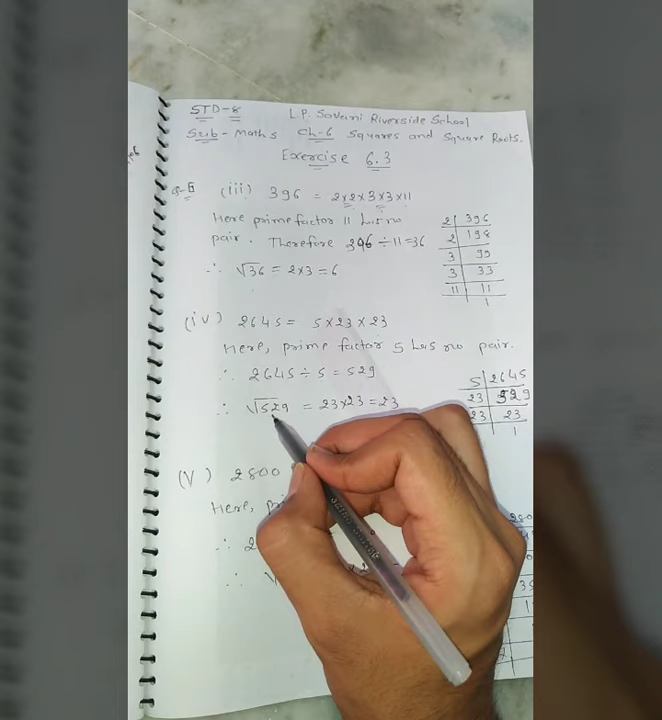 STD-8 L.P. Savani Riverside School
Sub- Maths Ch-6 Squares and Square Roots.
Exercise 6.3
Q-6 (iii) 396 = 2×2×3×3×11
Here prime factor 11 has no
pair. Therefore 396 ÷ 11 = 36
∴ √36 = 2×3 = 6
2 | 396
2 | 198
3 | 99
3 | 33
11 | 11
1
(iv) 2645 = 5×23×23
Here, prime factor 5 has no pair.
∴ 2645 ÷ 5 = 529
∴ √529 = 23×23 = 23
5 | 2645
23 | 529
23 | 23
1
(V) 2800
Here,
∴ 2
∴